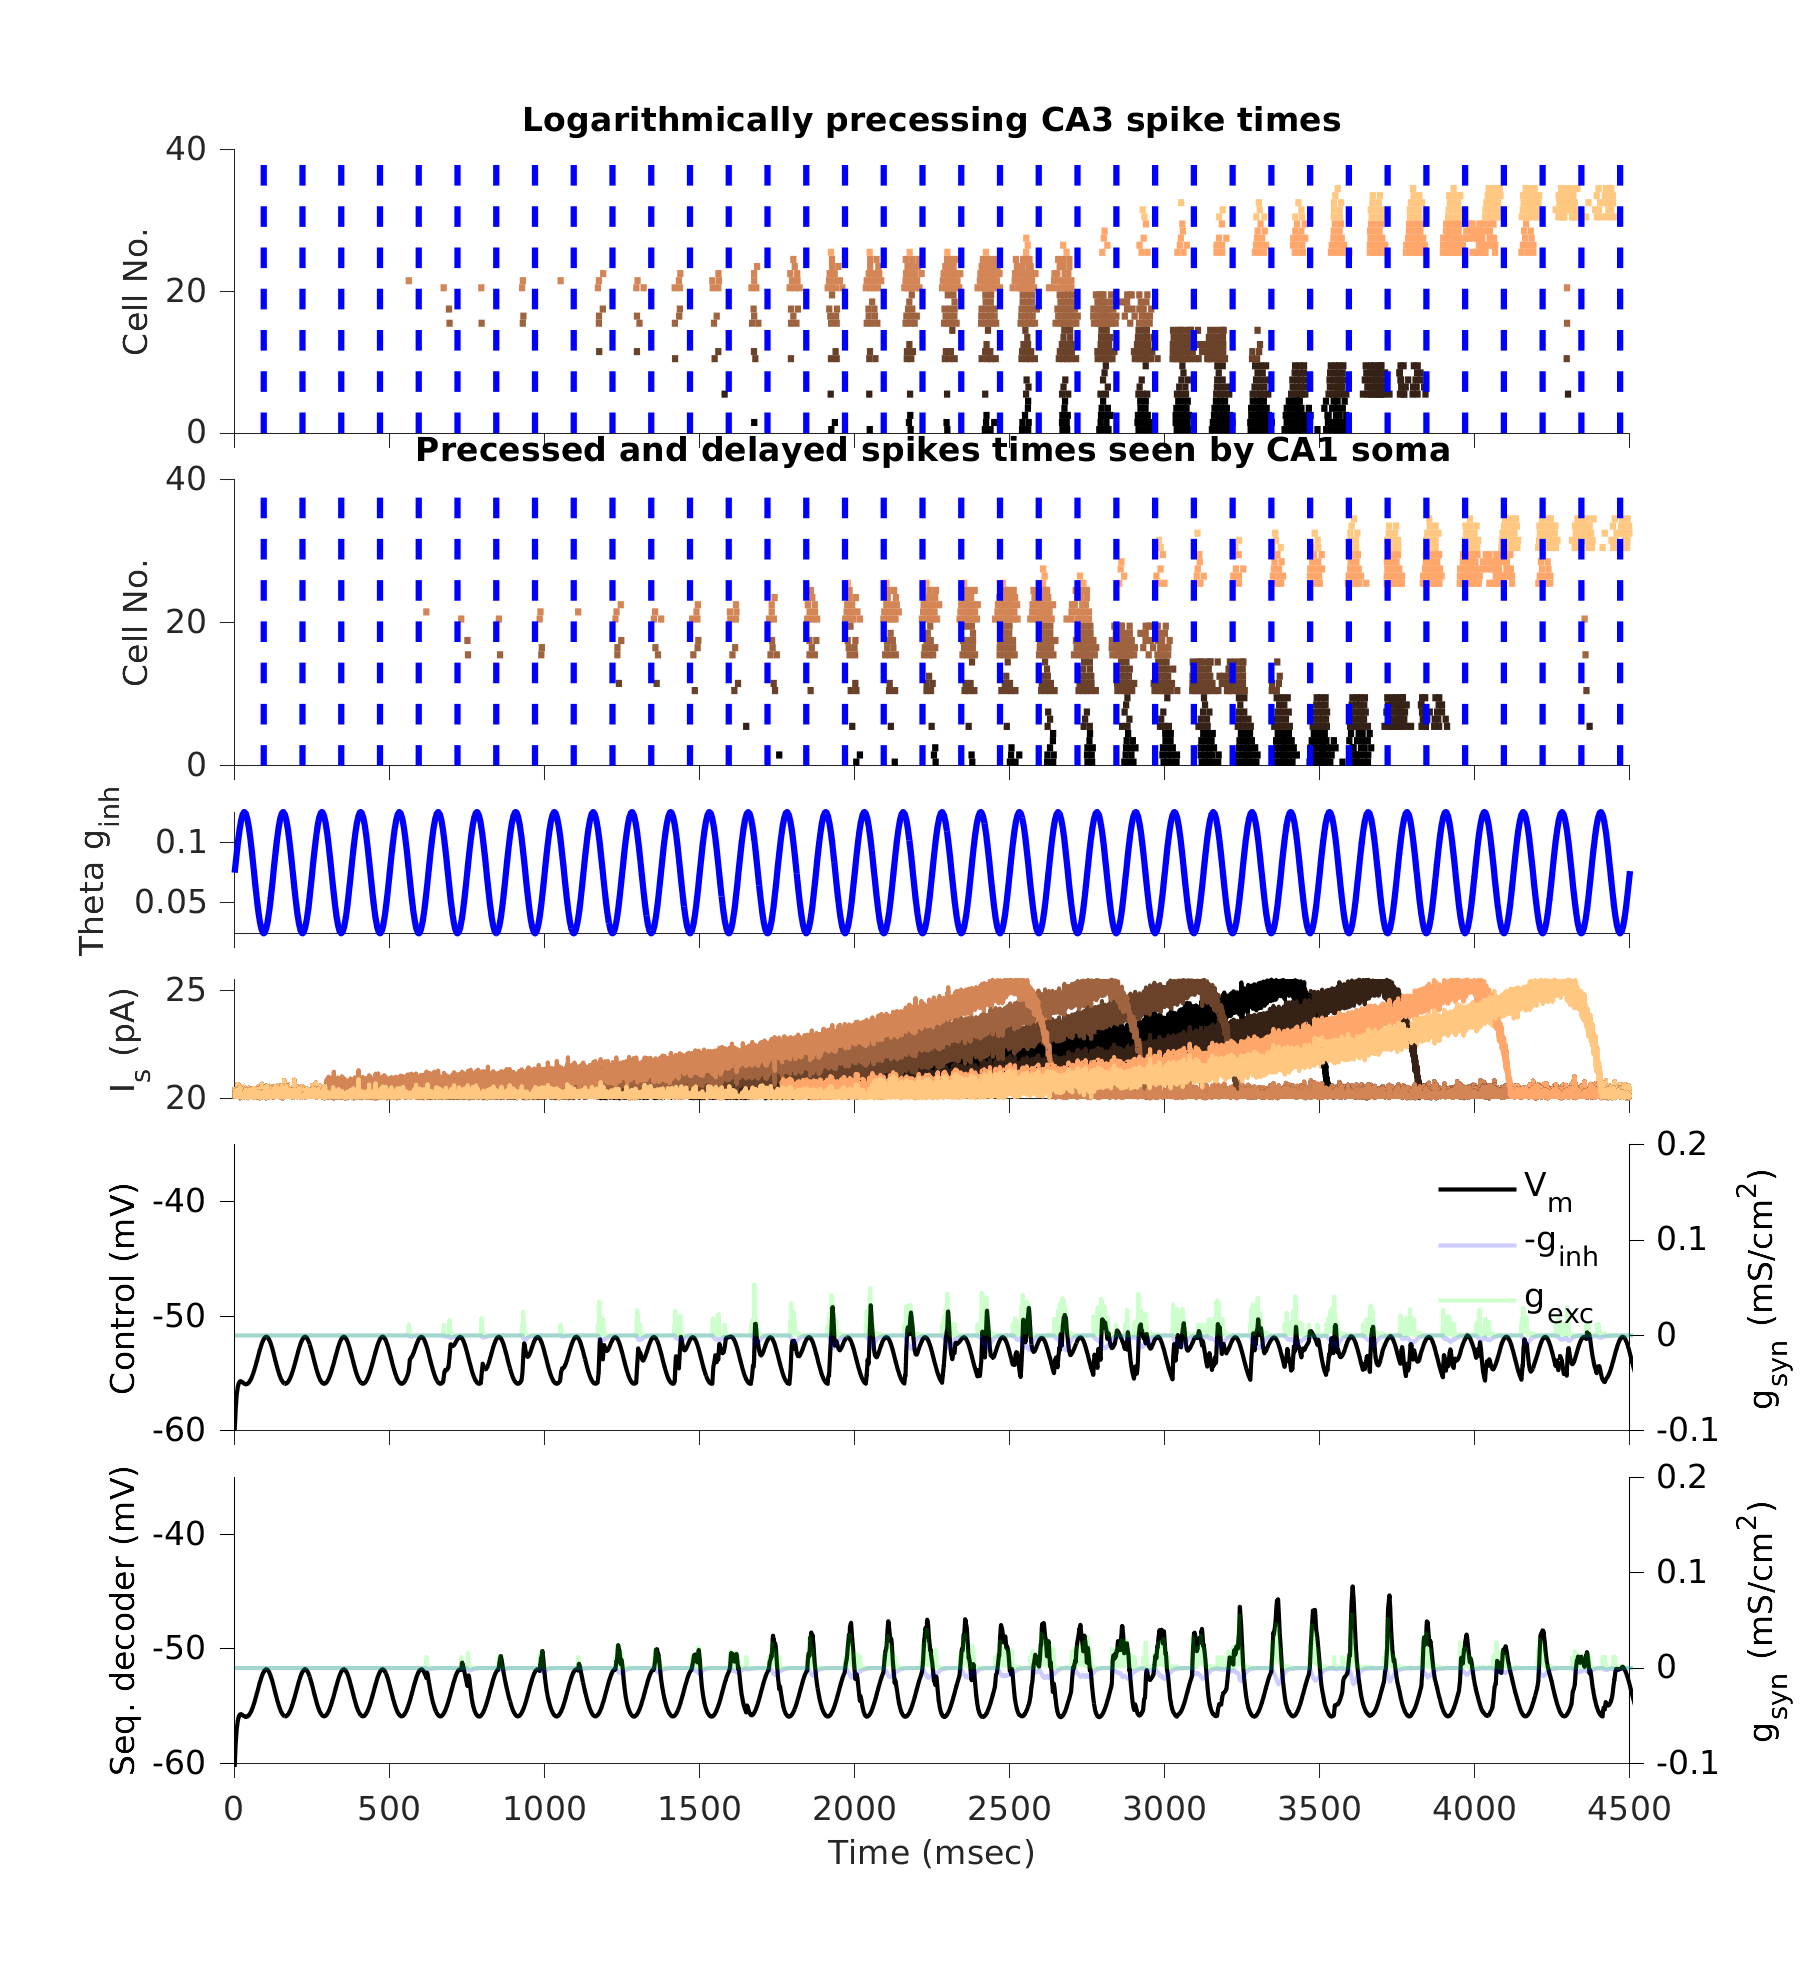 Logarithmically precessing CA3 spike times
40
20
0
Cell No.
Precessed and delayed spikes times seen by CA1 soma
40
20
0
Cell No.
0.1
0.05
Theta g_inh
25
20
I_s (pA)
-40
-50
-60
Control (mV)
V_m
-g_inh
g_exc
0.2
0.1
0
-0.1
g_syn (mS/cm^2)
-40
-50
-60
Seq. decoder (mV)
0.2
0.1
0
-0.1
g_syn (mS/cm^2)
0 500 1000 1500 2000 2500 3000 3500 4000 4500
Time (msec)